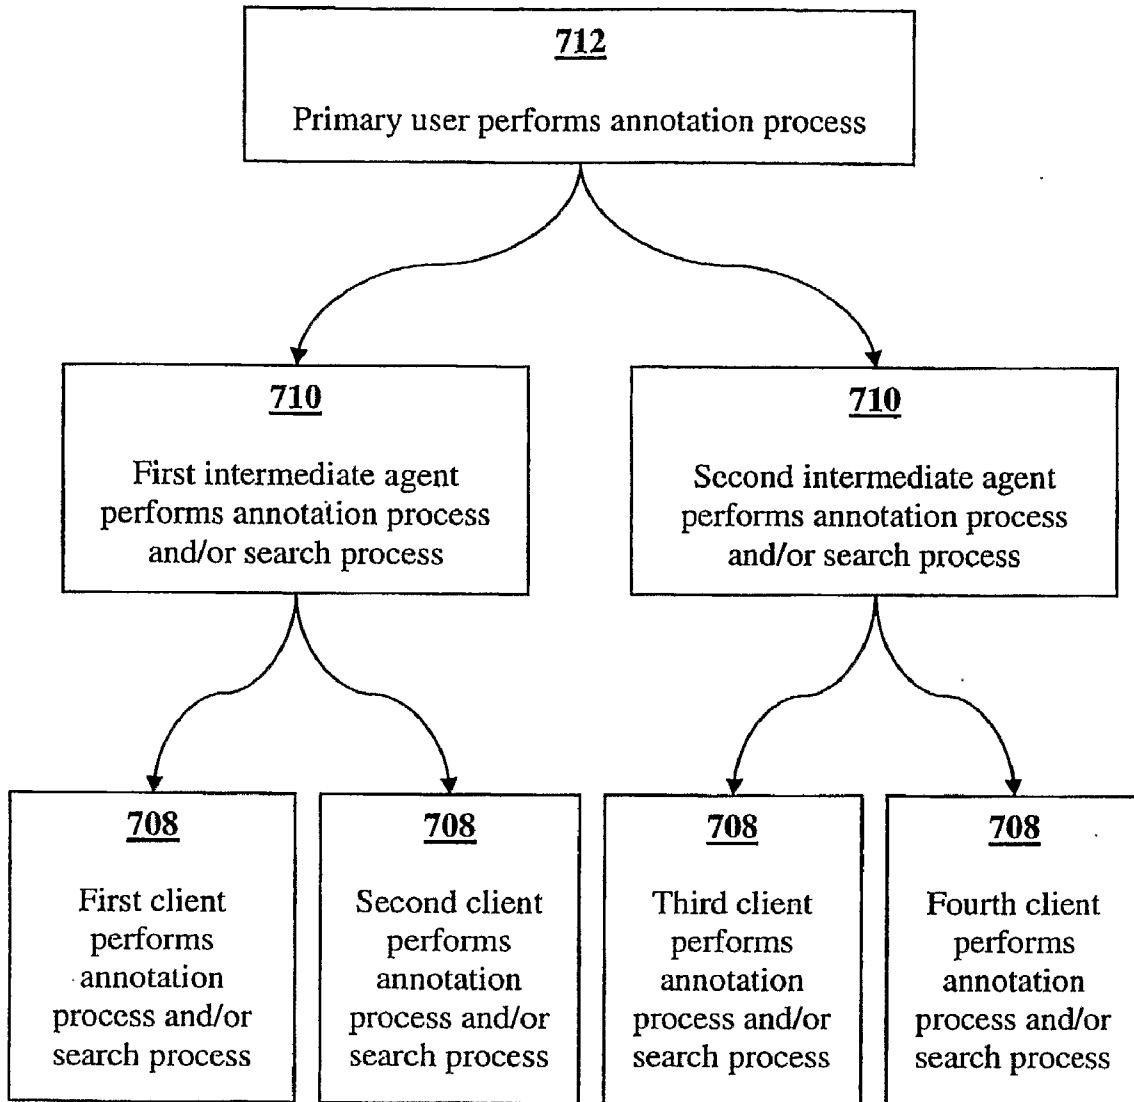 712
Primary user performs annotation process
710
First intermediate agent
performs annotation process
and/or search process
710
Second intermediate agent
performs annotation process
and/or search process
708
First client
performs
annotation
process and/or
search process
708
Second client
performs
annotation
process and/or
search process
708
Third client
performs
annotation
process and/or
search process
708
Fourth client
performs
annotation
process and/or
search process